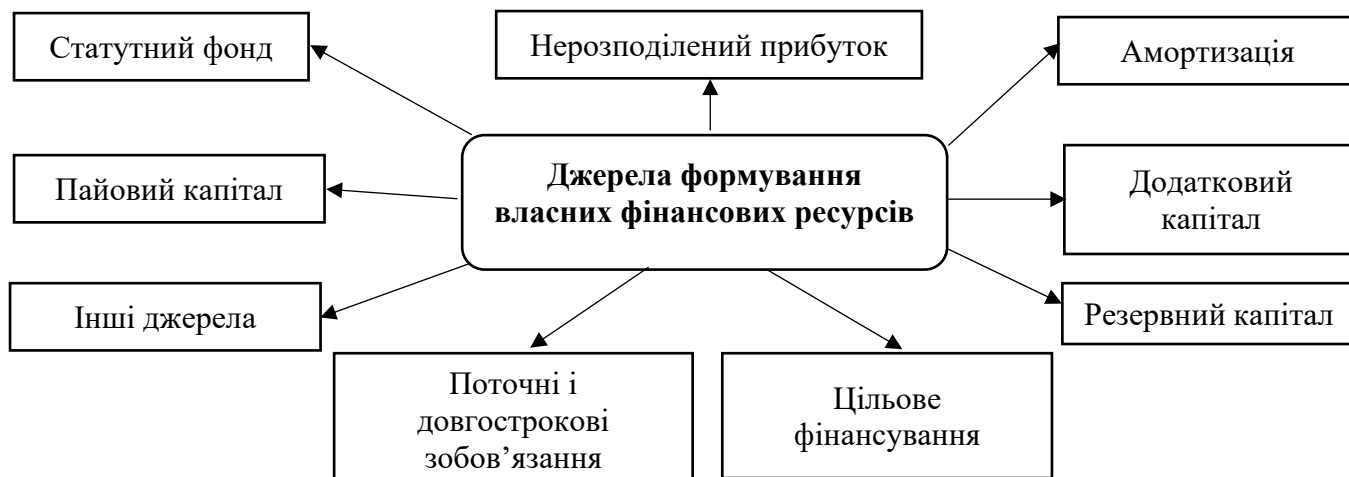 Статутний фонд
Нерозподілений прибуток
Амортизація
Пайовий капітал
Джерела формування
власних фінансових ресурсів
Додатковий
капітал
Інші джерела
Резервний капітал
Поточні і
довгострокові
зобов’язання
Цільове
фінансування